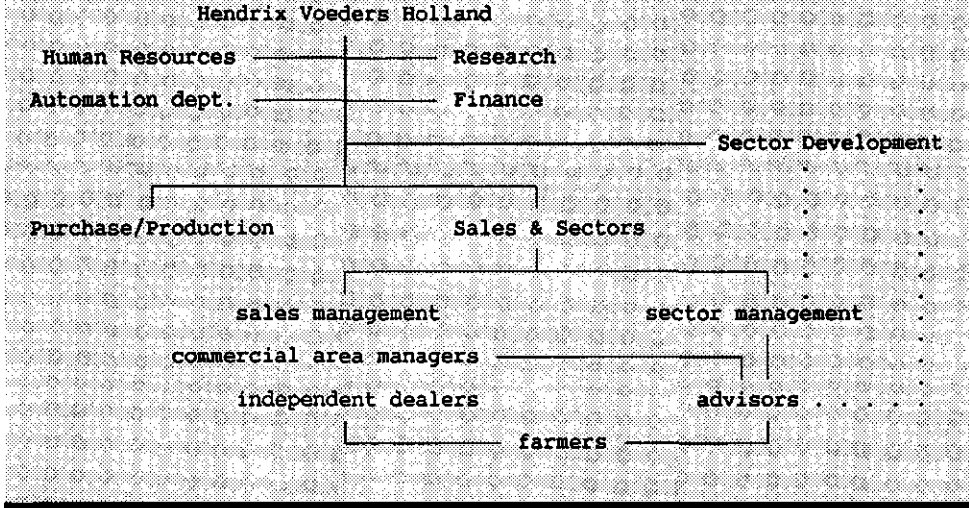 Hendrix Voeders Holland
Human Resources Research
Automation dept. Finance
Sector Development
Purchase/Production Sales & Sectors
sales management sector management
commercial area managers
independent dealers advisors
farmers